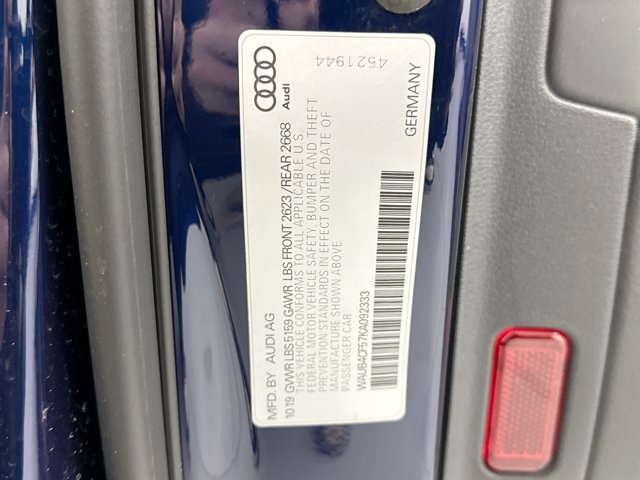 MFD. BY AUDI AG
Audi
10 19 GVWR LBS 5159 GAWR LBS FRONT 2623 / REAR 2668
THIS VEHICLE CONFORMS TO ALL APPLICABLE U S
FEDERAL MOTOR VEHICLE SAFETY, BUMPER AND THEFT
PREVENTION STANDARDS IN EFFECT ON THE DATE OF
MANUFACTURE SHOWN ABOVE
PASSENGER CAR
WAUB4CF57KA092333
GERMANY
4521944